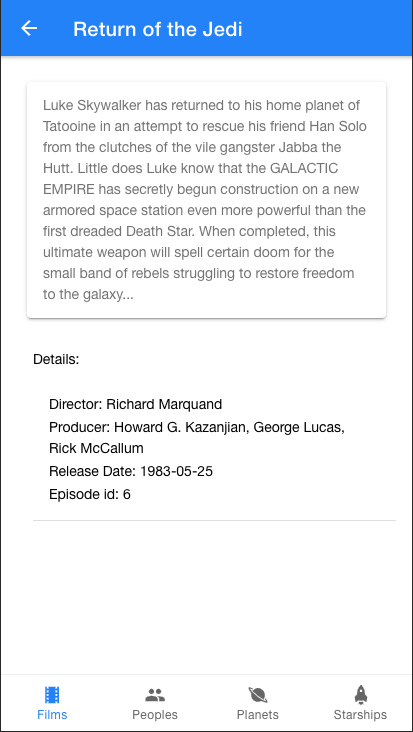 Return of the Jedi
Luke Skywalker has returned to his home planet of
Tatooine in an attempt to rescue his friend Han Solo
from the clutches of the vile gangster Jabba the
Hutt. Little does Luke know that the GALACTIC
EMPIRE has secretly begun construction on a new
armored space station even more powerful than the
first dreaded Death Star. When completed, this
ultimate weapon will spell certain doom for the
small band of rebels struggling to restore freedom
to the galaxy...
Details:
Director: Richard Marquand
Producer: Howard G. Kazanjian, George Lucas,
Rick McCallum
Release Date: 1983-05-25
Episode id: 6
Films Peoples Planets Starships